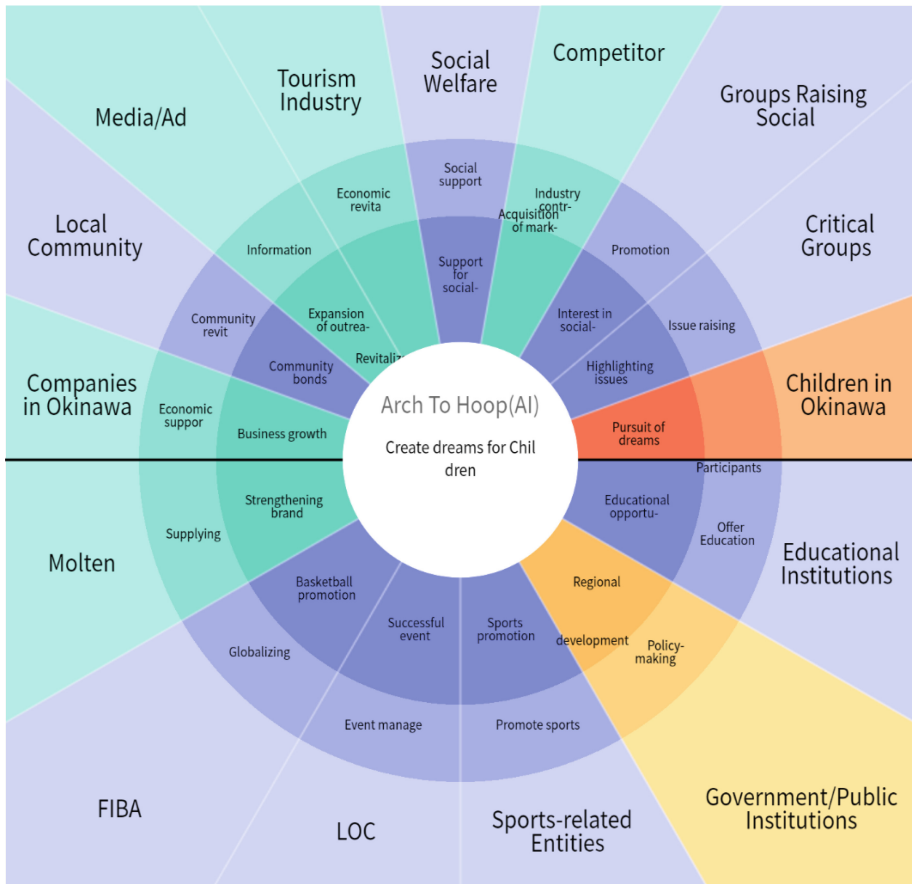 Social
Welfare
Competitor
Tourism
Industry
Groups Raising
Social
Media/Ad
Local
Community
Critical
Groups
Companies
in Okinawa
Children in
Okinawa
Molten
Educational
Institutions
FIBA
LOC
Sports-related
Entities
Government/Public
Institutions
Social
support
Industry
contr-
Economic
revita
Information
Promotion
Community
revit
Issue raising
Economic
suppor
Participants
Supplying
Offer
Education
Globalizing
Policy-
making
Event manage
Promote sports
Acquisition
of mark-
Support
for
social-
Expansion
of outrea-
Interest in
social-
Revitaliz
Community
bonds
Highlighting
issues
Business growth
Pursuit of
dreams
Strengthening
brand
Educational
opportu-
Basketball
promotion
Successful
event
Sports
promotion
Regional
development
Arch To Hoop(AI)
Create dreams for Chil
dren